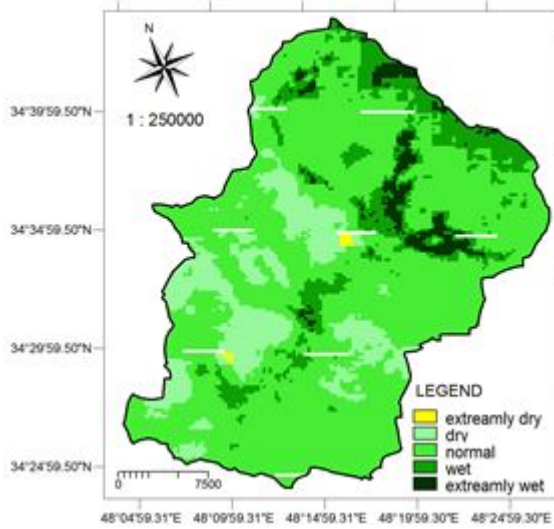 N
1 : 250000
34°39'59.50"N
34°34'59.50"N
34°29'59.50"N
34°24'59.50"N
LEGEND
extreamly dry
dry
normal
wet
extreamly wet
0 7500
48°04'59.31"E 48°09'59.31"E 48°14'59.31"E 48°19'59.31"E 48°24'59.31"E